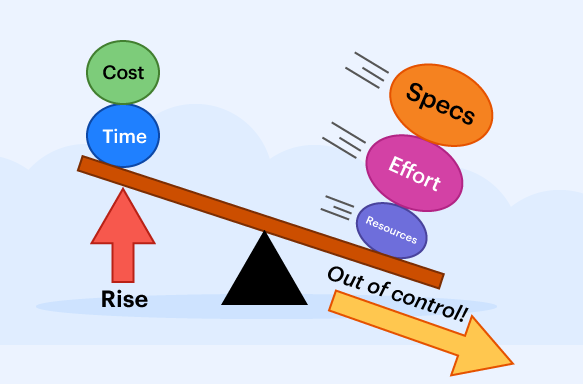 Cost
Time
Specs
Effort
Resources
Rise
Out of control!